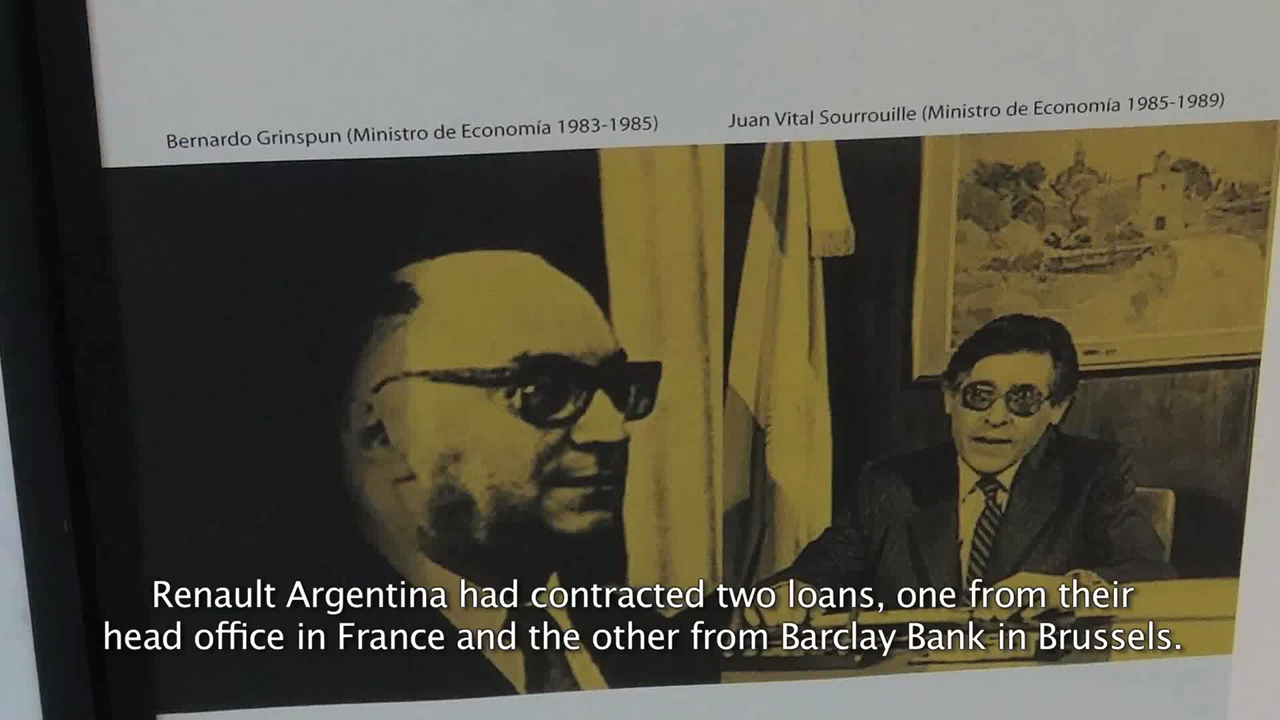 Bernardo Grinspun (Ministro de Economía 1983-1985)
Juan Vital Sourrouille (Ministro de Economía 1985-1989)
Renault Argentina had contracted two loans, one from their
head office in France and the other from Barclay Bank in Brussels.